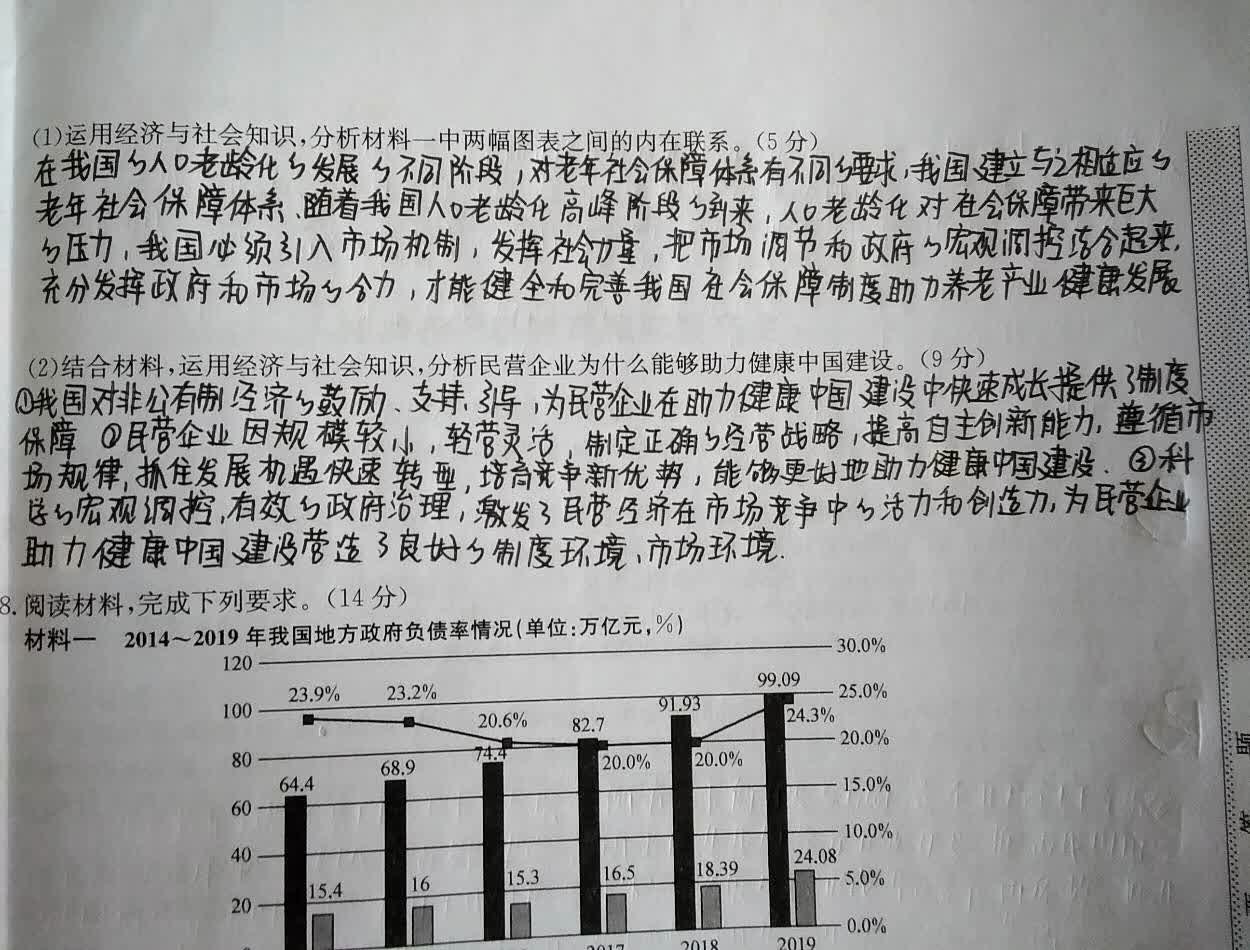 (1)运用经济与社会知识,分析材料一中两幅图表之间的内在联系。(5分)
在我国的人口老龄化的发展的不同阶段,对老年社会保障体系有不同的要求,我国建立与之相适应的
老年社会保障体系、随着我国人口老龄化高峰阶段的到来,人口老龄化对社会保障带来巨大
的压力,我国必须引入市场机制,发挥社会力量,把市场调节和政府的宏观调控结合起来,
充分发挥政府和市场的合力,才能健全和完善我国社会保障制度助力养老产业健康发展
(2)结合材料,运用经济与社会知识,分析民营企业为什么能够助力健康中国建设。(9分)
①我国对非公有制经济的鼓励、支持、引导,为民营企业在助力健康中国建设中快速成长提供了制度
保障 ②民营企业因规模较小,轻营灵活,制定正确的经营战略,提高自主创新能力,遵循市
场规律,抓住发展机遇快速转型,培育竞争新优势,能够更好地助力健康中国建设. ③科
学的宏观调控,有效的政府治理,激发了民营经济在市场竞争中的活力和创造力,为民营企业
助力健康中国建设营造了良好的制度环境、市场环境.
8.阅读材料,完成下列要求。(14分)
材料一 2014~2019年我国地方政府负债率情况(单位:万亿元,%)
120 30.0%
100 23.9% 23.2% 20.6% 82.7 91.93 99.09 25.0%
24.3%
80 64.4 68.9 74.4 20.0% 20.0% 20.0%
60 15.0%
40 10.0%
20 15.4 16 15.3 16.5 18.39 24.08 5.0%
0.0%
2017 2018 2019